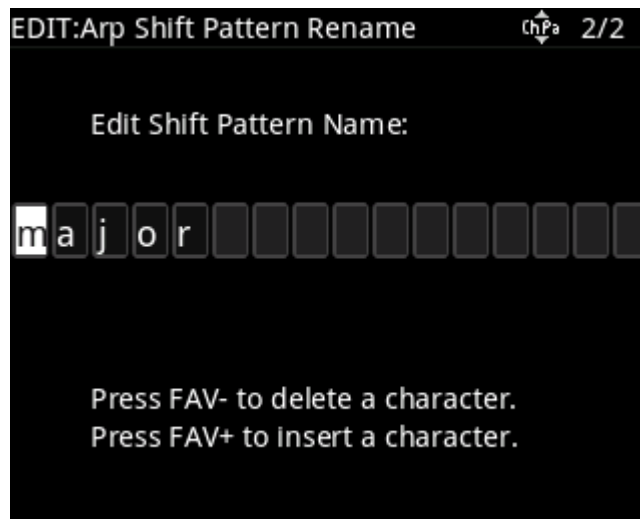 EDIT:Arp Shift Pattern Rename ChPa 2/2
Edit Shift Pattern Name:
major
Press FAV- to delete a character.
Press FAV+ to insert a character.